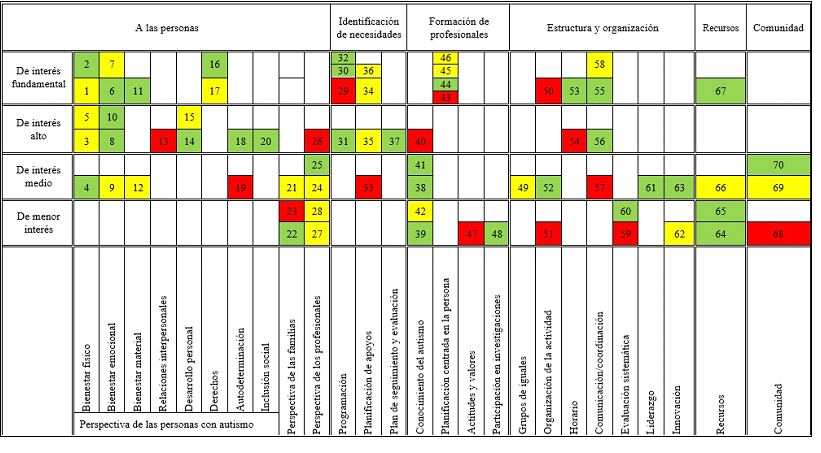 A las personas
Identificación
de necesidades
Formación de
profesionales
Estructura y organización
Recursos
Comunidad
De interés
fundamental
2 7 16 32 46 58
30 36 45
44
1 6 11 17 29 34 43 50 53 55 67
De interés
alto
5 10 15
3 8 13 14 18 20 26 31 35 37 40 54 56
De interés
medio
25 41 70
4 9 12 19 21 24 33 38 49 52 57 61 63 66 69
De menor
interés
23 28 42 60 65
22 27 39 47 48 51 59 62 64 68
Bienestar físico
Bienestar emocional
Bienestar material
Relaciones interpersonales
Desarrollo personal
Derechos
Autodeterminación
Inclusión social
Perspectiva de las familias
Perspectiva de los profesionales
Programación
Planificación de apoyos
Plan de seguimiento y evaluación
Conocimiento del autismo
Planificación centrada en la persona
Actitudes y valores
Participación en investigaciones
Grupos de iguales
Organización de la actividad
Horario
Comunicación/coordinación
Evaluación sistemática
Liderazgo
Innovación
Recursos
Comunidad
Perspectiva de las personas con autismo